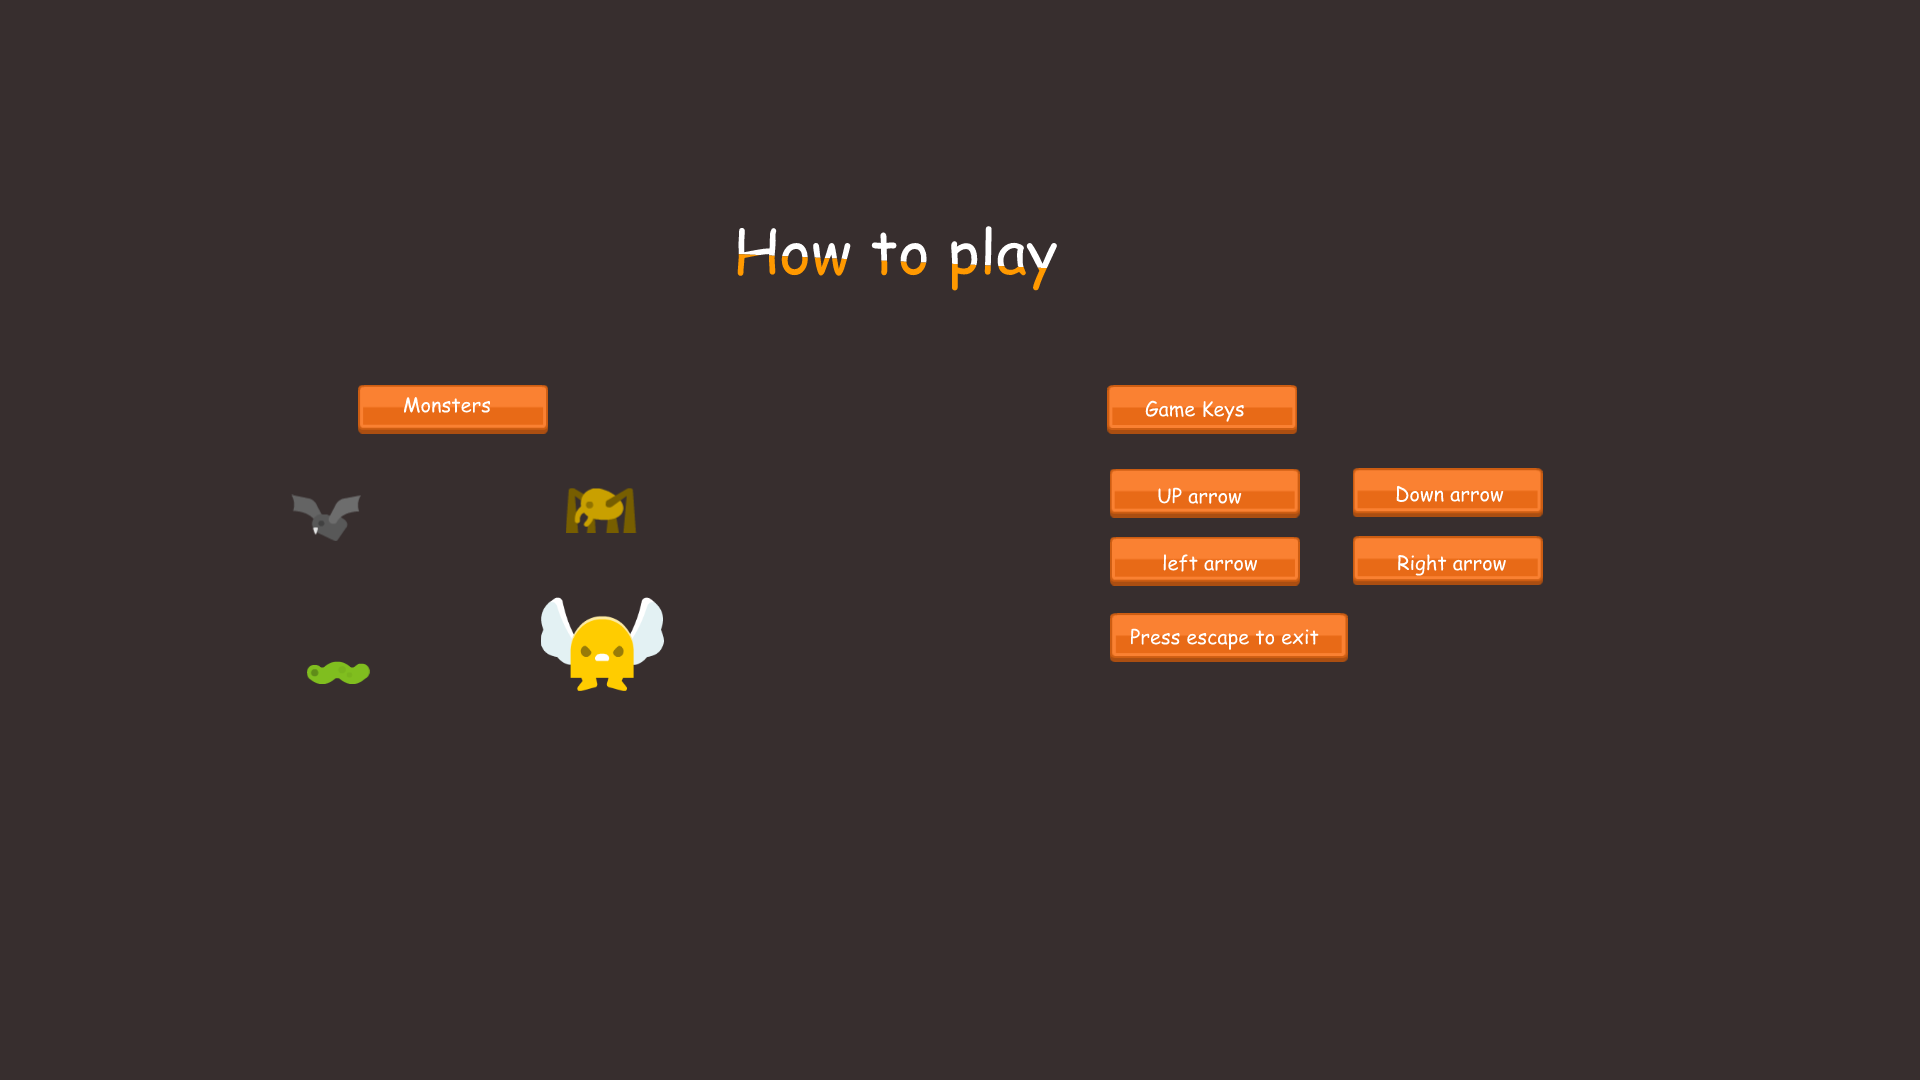 How to play
Monsters
Game Keys
UP arrow
Down arrow
left arrow
Right arrow
Press escape to exit